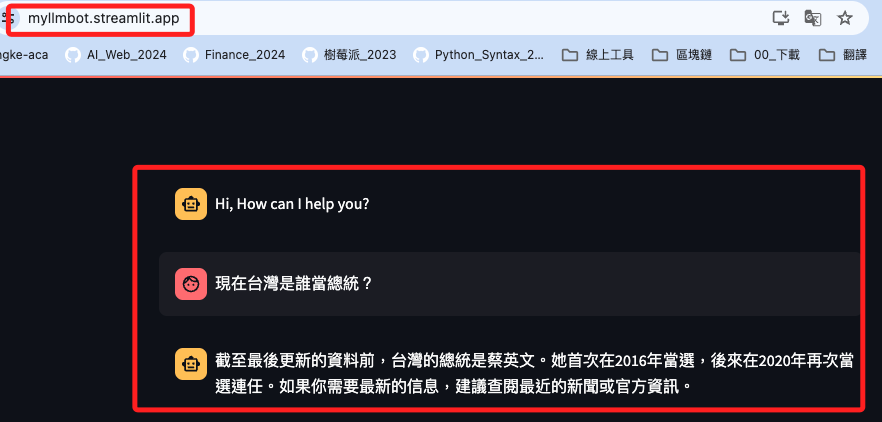 myllmbot.streamlit.app
ngke-aca AI_Web_2024 Finance_2024 樹莓派_2023 Python_Syntax_2... 線上工具 區塊鏈 00_下載 翻譯
Hi, How can I help you?
現在台灣是誰當總統？
截至最後更新的資料前，台灣的總統是蔡英文。她首次在2016年當選，後來在2020年再次當
選連任。如果你需要最新的信息，建議查閱最近的新聞或官方資訊。